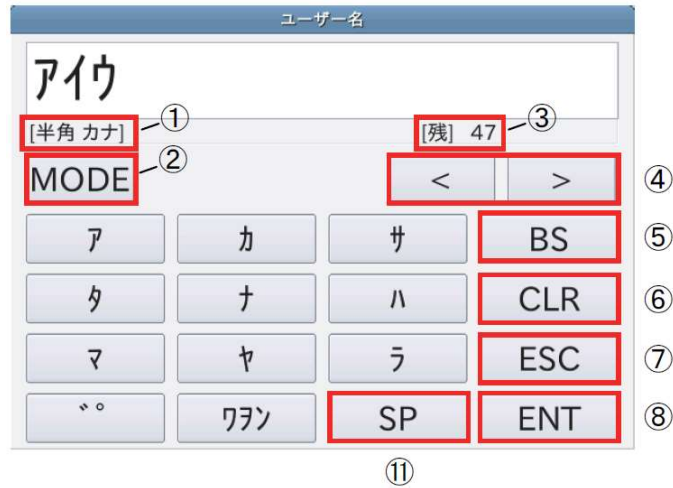 ユーザー名
ｱｲｳ
[半角 カナ] ① [残] 47 ③
MODE ② < > ④
ｱ ｶ ｻ BS ⑤
ﾀ ﾅ ﾊ CLR ⑥
ﾏ ﾔ ﾗ ESC ⑦
ﾞﾟ ﾜｦﾝ SP ENT ⑧
⑪